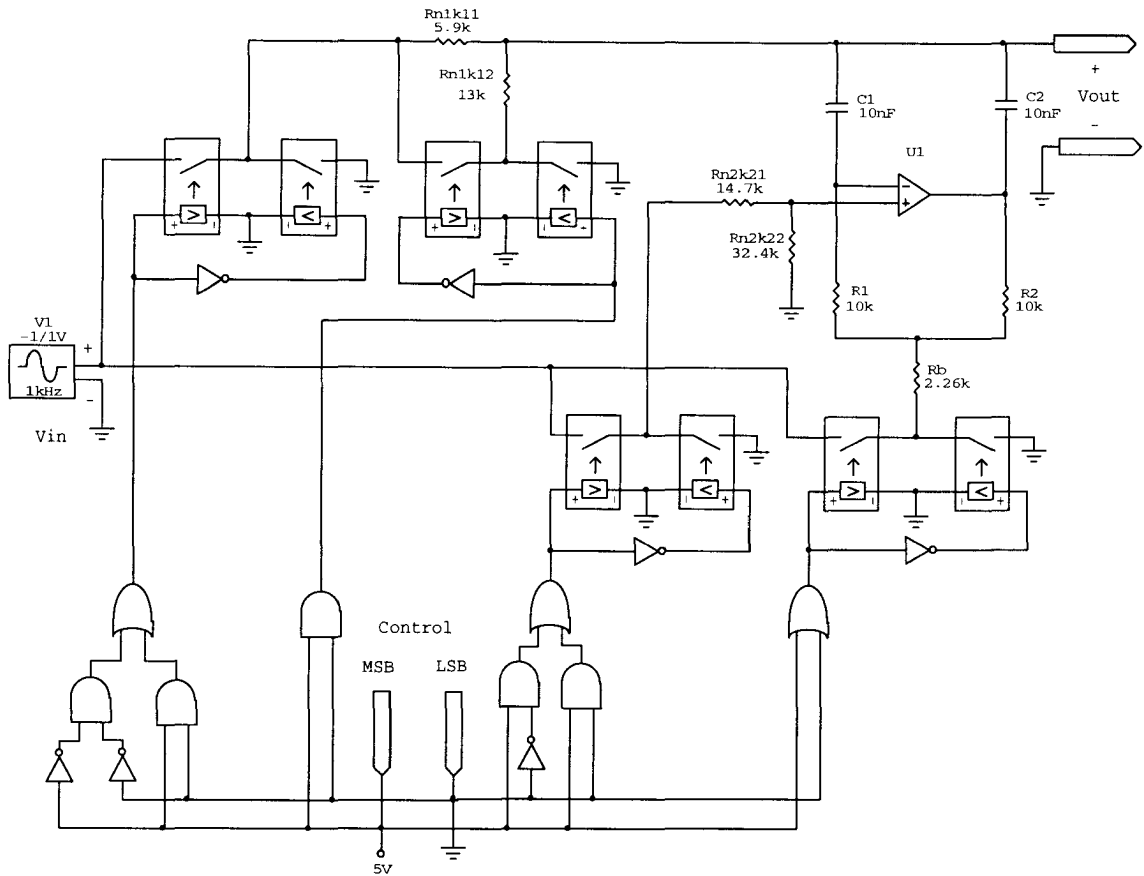 Rn1k11
5.9k
Rn1k12
13k
C1
10nF
C2
10nF
+
Vout
-
U1
-
+
Rn2k21
14.7k
Rn2k22
32.4k
R1
10k
R2
10k
Rb
2.26k
V1
-1/1V
+
1kHz
-
Vin
> <
+ - - +
> <
+ - - +
> <
+ - - +
> <
+ - - +
Control
MSB LSB
5V